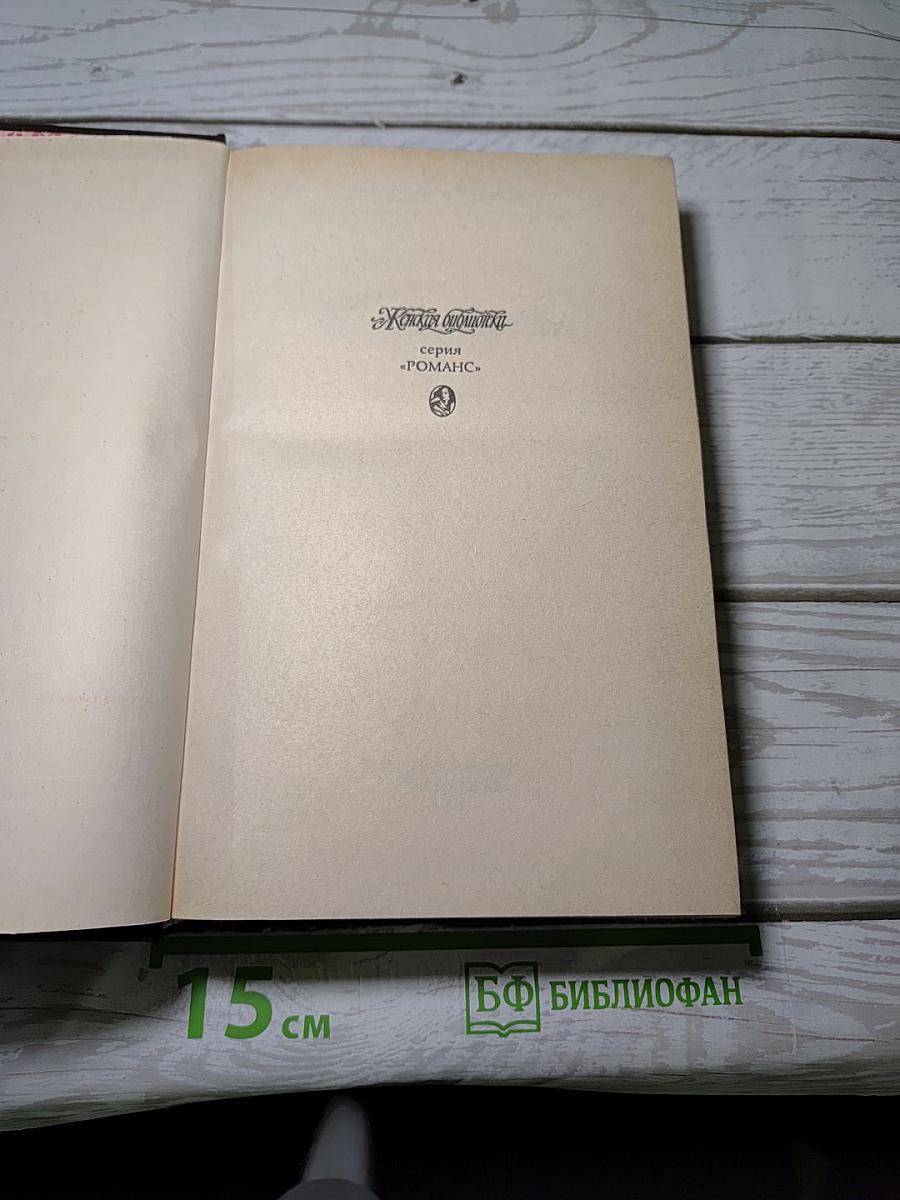 Женская библиотека
серия
«РОМАНС»
15 см
БФ БИБЛИОФАН